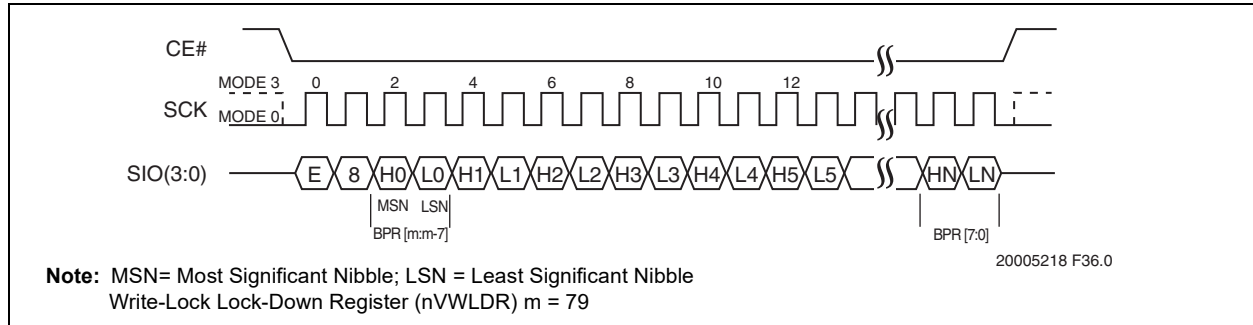 CE#
MODE 3 0 2 4 6 8 10 12
SCK MODE 0
SIO(3:0) E 8 H0 L0 H1 L1 H2 L2 H3 L3 H4 L4 H5 L5 HN LN
MSN LSN
BPR [m:m-7] BPR [7:0]
20005218 F36.0
Note: MSN= Most Significant Nibble; LSN = Least Significant Nibble
Write-Lock Lock-Down Register (nVWLDR) m = 79